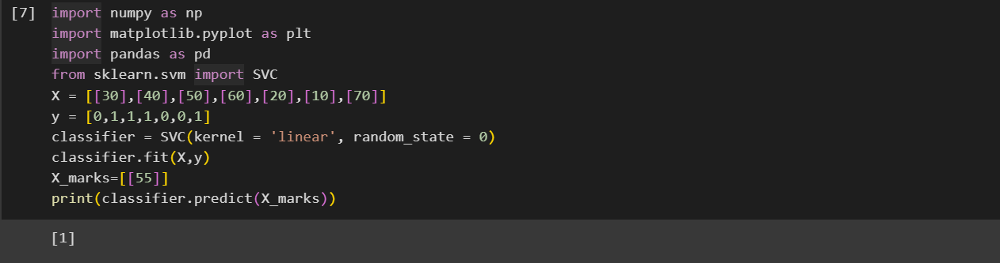 [7] import numpy as np
import matplotlib.pyplot as plt
import pandas as pd
from sklearn.svm import SVC
X = [[30],[40],[50],[60],[20],[10],[70]]
y = [0,1,1,1,0,0,1]
classifier = SVC(kernel = 'linear', random_state = 0)
classifier.fit(X,y)
X_marks=[[55]]
print(classifier.predict(X_marks))
[1]